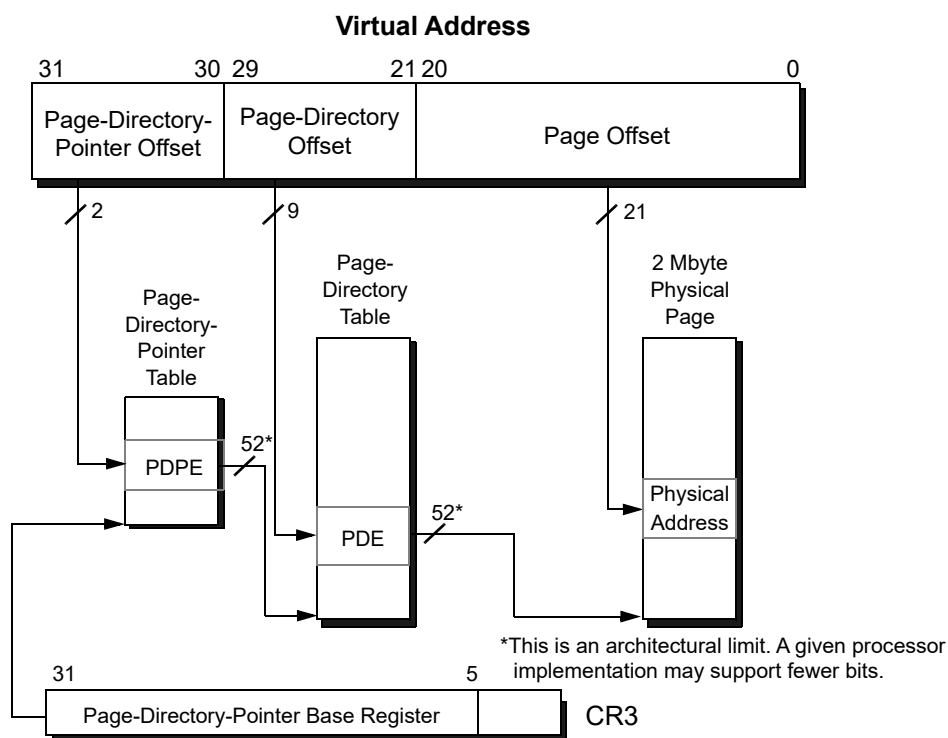 Virtual Address
31 30 29 21 20 0
Page-Directory-
Pointer Offset
Page-Directory
Offset
Page Offset
2
9
21
Page-
Directory-
Pointer
Table
Page-
Directory
Table
2 Mbyte
Physical
Page
PDPE
52*
PDE
52*
Physical
Address
*This is an architectural limit. A given processor
implementation may support fewer bits.
31 5
Page-Directory-Pointer Base Register
CR3